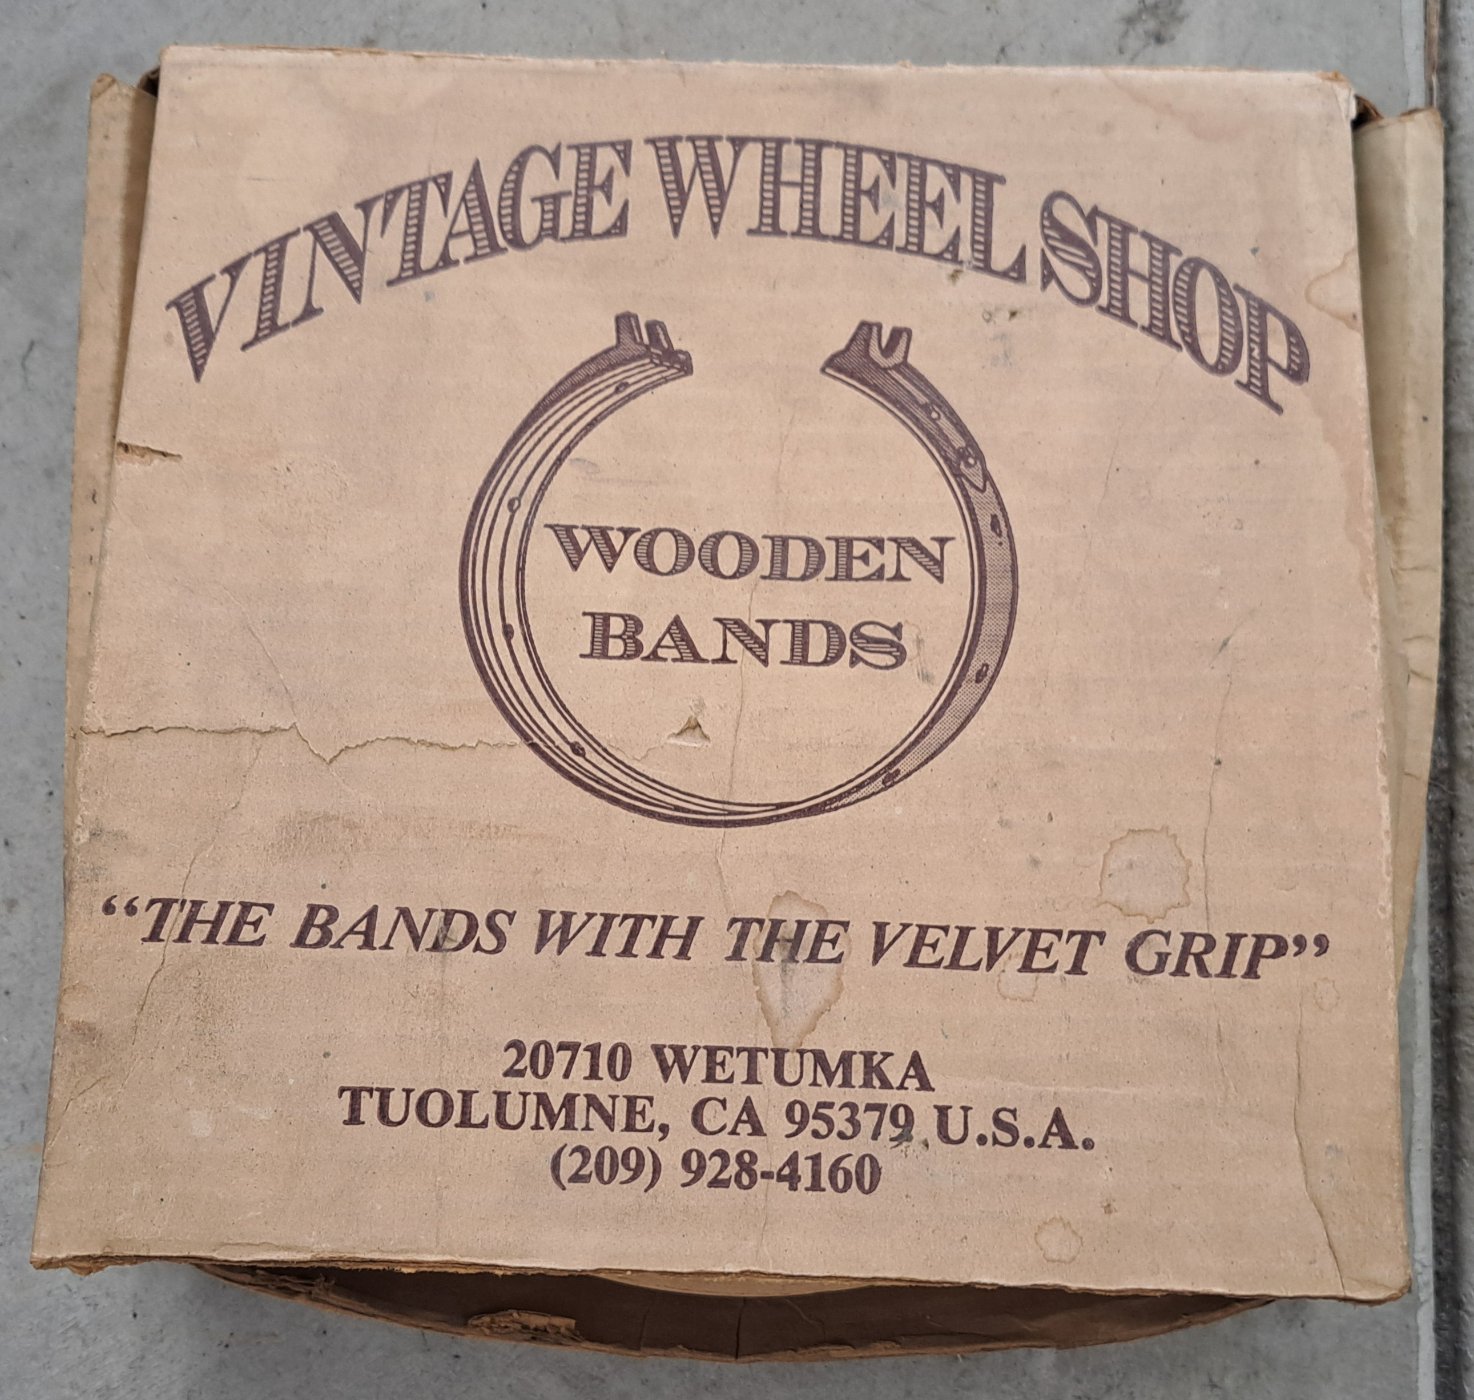 VINTAGE WHEEL SHOP
WOODEN
BANDS
“THE BANDS WITH THE VELVET GRIP”
20710 WETUMKA
TUOLUMNE, CA 95379 U.S.A.
(209) 928-4160